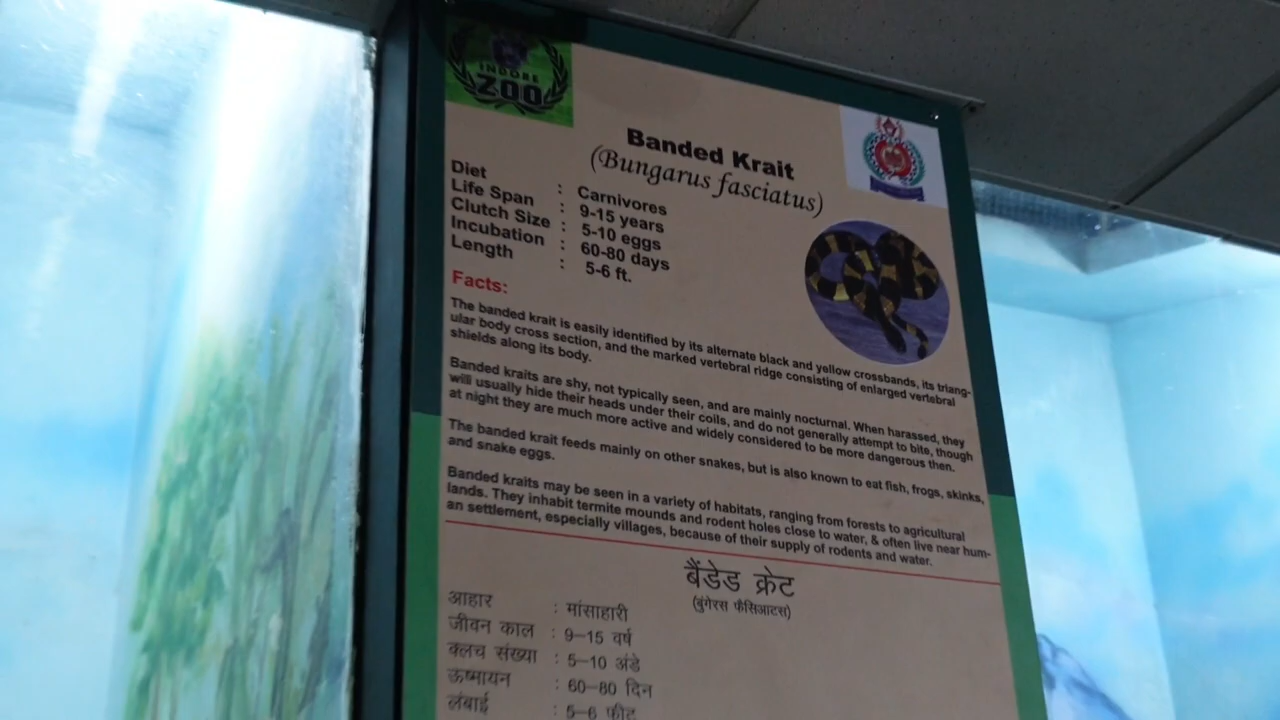 INDORE
ZOO
Banded Krait
(Bungarus fasciatus)
Diet : Carnivores
Life Span : 9-15 years
Clutch Size : 5-10 eggs
Incubation : 60-80 days
Length : 5-6 ft.
Facts:
The banded krait is easily identified by its alternate black and yellow crossbands, its triang-
ular body cross section, and the marked vertebral ridge consisting of enlarged vertebral
shields along its body.
Banded kraits are shy, not typically seen, and are mainly nocturnal. When harassed, they
will usually hide their heads under their coils, and do not generally attempt to bite, though
at night they are much more active and widely considered to be more dangerous then.
The banded krait feeds mainly on other snakes, but is also known to eat fish, frogs, skinks,
and snake eggs.
Banded kraits may be seen in a variety of habitats, ranging from forests to agricultural
lands. They inhabit termite mounds and rodent holes close to water, & often live near hum-
an settlement, especially villages, because of their supply of rodents and water.
बैंडेड क्रेट
(बुंगेरस फैसिआटस)
आहार : मांसाहारी
जीवन काल : 9–15 वर्ष
क्लच संख्या : 5–10 अंडे
ऊष्मायन : 60–80 दिन
लंबाई : 5–6 फीट